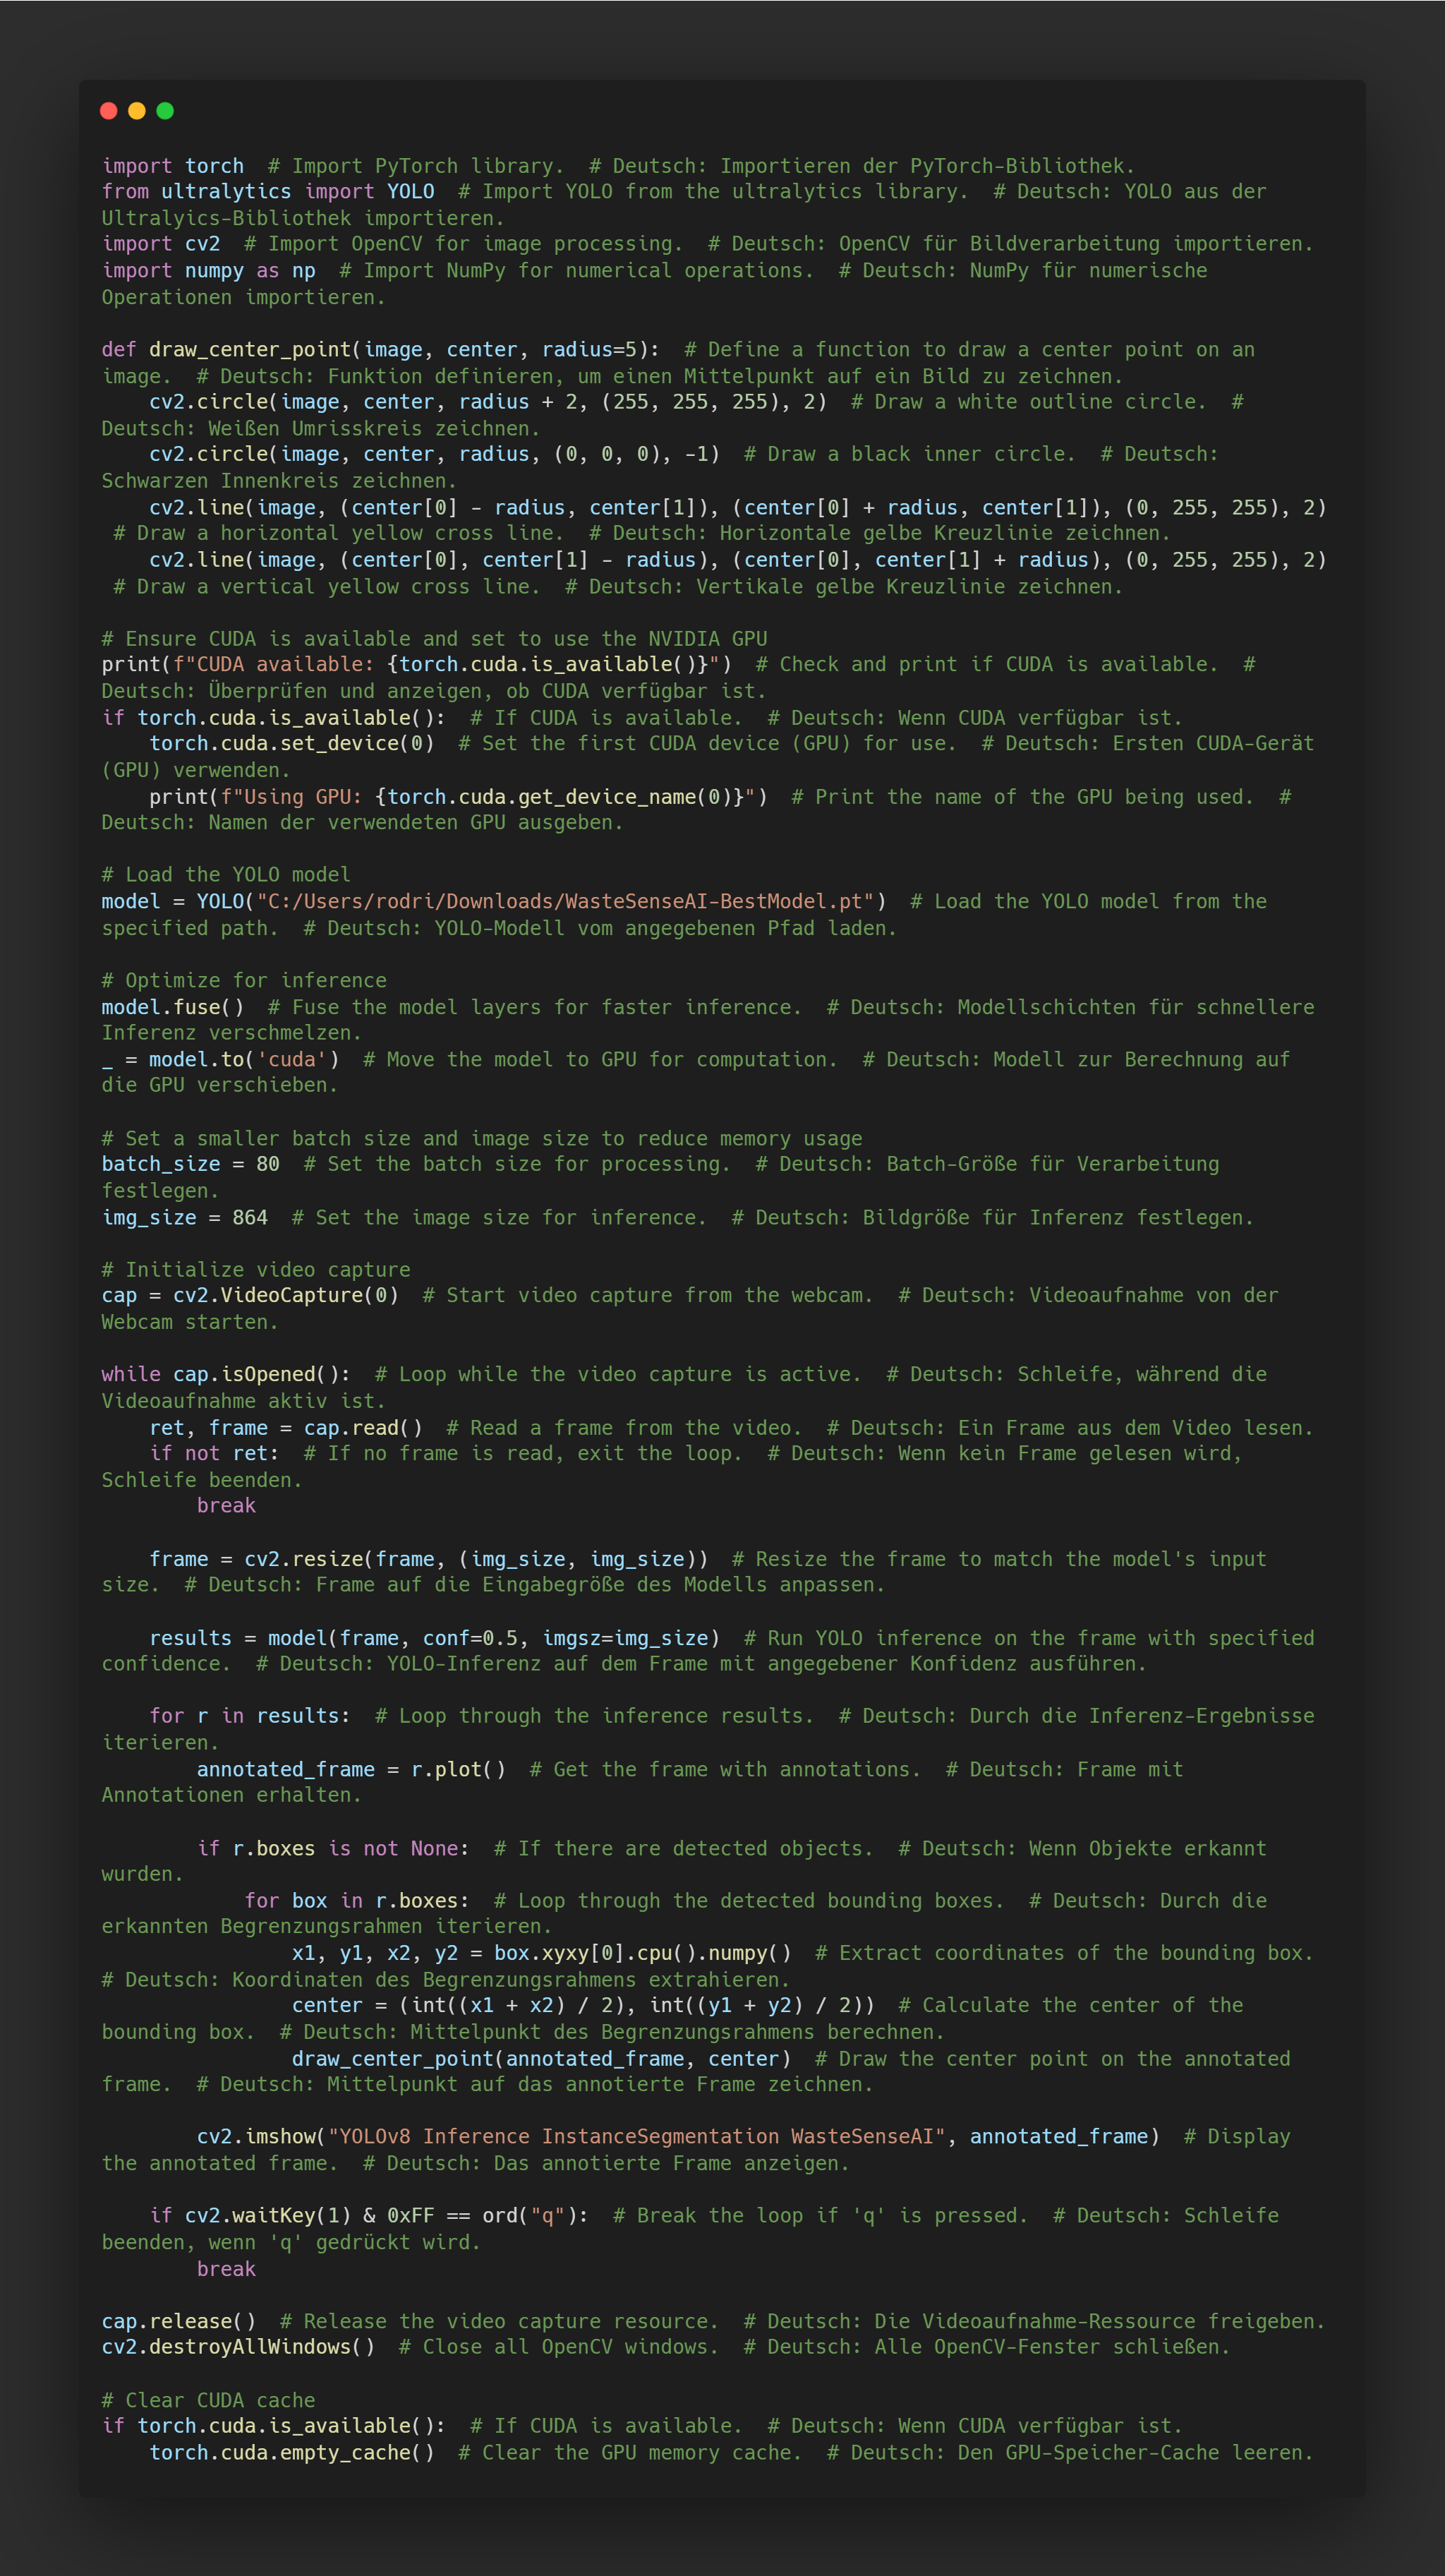 import torch  # Import PyTorch library.  # Deutsch: Importieren der PyTorch-Bibliothek.
from ultralytics import YOLO  # Import YOLO from the ultralytics library.  # Deutsch: YOLO aus der
Ultralyics-Bibliothek importieren.
import cv2  # Import OpenCV for image processing.  # Deutsch: OpenCV für Bildverarbeitung importieren.
import numpy as np  # Import NumPy for numerical operations.  # Deutsch: NumPy für numerische
Operationen importieren.

def draw_center_point(image, center, radius=5):  # Define a function to draw a center point on an
image.  # Deutsch: Funktion definieren, um einen Mittelpunkt auf ein Bild zu zeichnen.
    cv2.circle(image, center, radius + 2, (255, 255, 255), 2)  # Draw a white outline circle.  #
Deutsch: Weißen Umrisskreis zeichnen.
    cv2.circle(image, center, radius, (0, 0, 0), -1)  # Draw a black inner circle.  # Deutsch:
Schwarzen Innenkreis zeichnen.
    cv2.line(image, (center[0] - radius, center[1]), (center[0] + radius, center[1]), (0, 255, 255), 2)
 # Draw a horizontal yellow cross line.  # Deutsch: Horizontale gelbe Kreuzlinie zeichnen.
    cv2.line(image, (center[0], center[1] - radius), (center[0], center[1] + radius), (0, 255, 255), 2)
 # Draw a vertical yellow cross line.  # Deutsch: Vertikale gelbe Kreuzlinie zeichnen.

# Ensure CUDA is available and set to use the NVIDIA GPU
print(f"CUDA available: {torch.cuda.is_available()}")  # Check and print if CUDA is available.  #
Deutsch: Überprüfen und anzeigen, ob CUDA verfügbar ist.
if torch.cuda.is_available():  # If CUDA is available.  # Deutsch: Wenn CUDA verfügbar ist.
    torch.cuda.set_device(0)  # Set the first CUDA device (GPU) for use.  # Deutsch: Ersten CUDA-Gerät
(GPU) verwenden.
    print(f"Using GPU: {torch.cuda.get_device_name(0)}")  # Print the name of the GPU being used.  #
Deutsch: Namen der verwendeten GPU ausgeben.

# Load the YOLO model
model = YOLO("C:/Users/rodri/Downloads/WasteSenseAI-BestModel.pt")  # Load the YOLO model from the
specified path.  # Deutsch: YOLO-Modell vom angegebenen Pfad laden.

# Optimize for inference
model.fuse()  # Fuse the model layers for faster inference.  # Deutsch: Modellschichten für schnellere
Inferenz verschmelzen.
_ = model.to('cuda')  # Move the model to GPU for computation.  # Deutsch: Modell zur Berechnung auf
die GPU verschieben.

# Set a smaller batch size and image size to reduce memory usage
batch_size = 80  # Set the batch size for processing.  # Deutsch: Batch-Größe für Verarbeitung
festlegen.
img_size = 864  # Set the image size for inference.  # Deutsch: Bildgröße für Inferenz festlegen.

# Initialize video capture
cap = cv2.VideoCapture(0)  # Start video capture from the webcam.  # Deutsch: Videoaufnahme von der
Webcam starten.

while cap.isOpened():  # Loop while the video capture is active.  # Deutsch: Schleife, während die
Videoaufnahme aktiv ist.
    ret, frame = cap.read()  # Read a frame from the video.  # Deutsch: Ein Frame aus dem Video lesen.
    if not ret:  # If no frame is read, exit the loop.  # Deutsch: Wenn kein Frame gelesen wird,
Schleife beenden.
        break

    frame = cv2.resize(frame, (img_size, img_size))  # Resize the frame to match the model's input
size.  # Deutsch: Frame auf die Eingabegröße des Modells anpassen.

    results = model(frame, conf=0.5, imgsz=img_size)  # Run YOLO inference on the frame with specified
confidence.  # Deutsch: YOLO-Inferenz auf dem Frame mit angegebener Konfidenz ausführen.

    for r in results:  # Loop through the inference results.  # Deutsch: Durch die Inferenz-Ergebnisse
iterieren.
        annotated_frame = r.plot()  # Get the frame with annotations.  # Deutsch: Frame mit
Annotationen erhalten.

        if r.boxes is not None:  # If there are detected objects.  # Deutsch: Wenn Objekte erkannt
wurden.
            for box in r.boxes:  # Loop through the detected bounding boxes.  # Deutsch: Durch die
erkannten Begrenzungsrahmen iterieren.
                x1, y1, x2, y2 = box.xyxy[0].cpu().numpy()  # Extract coordinates of the bounding box.
# Deutsch: Koordinaten des Begrenzungsrahmens extrahieren.
                center = (int((x1 + x2) / 2), int((y1 + y2) / 2))  # Calculate the center of the
bounding box.  # Deutsch: Mittelpunkt des Begrenzungsrahmens berechnen.
                draw_center_point(annotated_frame, center)  # Draw the center point on the annotated
frame.  # Deutsch: Mittelpunkt auf das annotierte Frame zeichnen.

        cv2.imshow("YOLOv8 Inference InstanceSegmentation WasteSenseAI", annotated_frame)  # Display
the annotated frame.  # Deutsch: Das annotierte Frame anzeigen.

    if cv2.waitKey(1) & 0xFF == ord("q"):  # Break the loop if 'q' is pressed.  # Deutsch: Schleife
beenden, wenn 'q' gedrückt wird.
        break

cap.release()  # Release the video capture resource.  # Deutsch: Die Videoaufnahme-Ressource freigeben.
cv2.destroyAllWindows()  # Close all OpenCV windows.  # Deutsch: Alle OpenCV-Fenster schließen.

# Clear CUDA cache
if torch.cuda.is_available():  # If CUDA is available.  # Deutsch: Wenn CUDA verfügbar ist.
    torch.cuda.empty_cache()  # Clear the GPU memory cache.  # Deutsch: Den GPU-Speicher-Cache leeren.